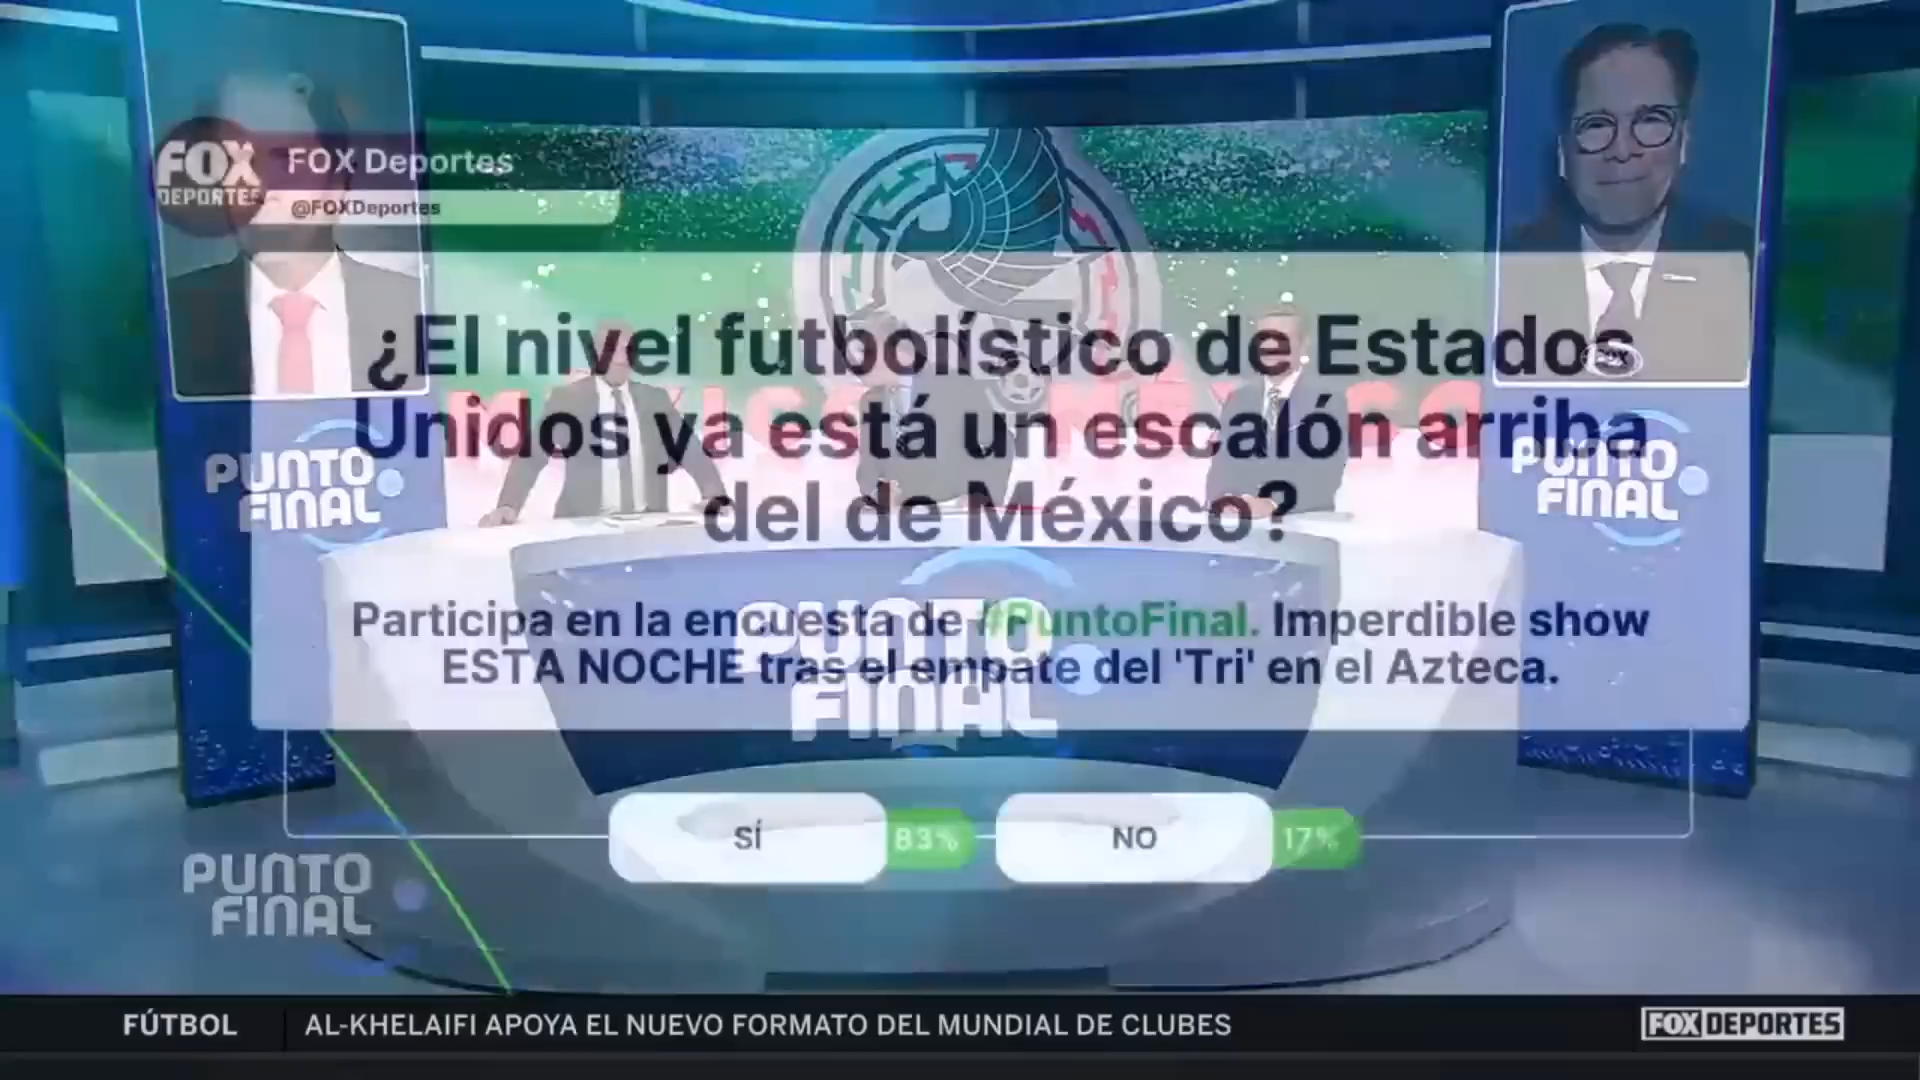 FOX
DEPORTES
FOX Deportes
@FOXDeportes
¿El nivel futbolístico de Estados
Unidos ya está un escalón arriba
del de México?
PUNTO
FINAL
PUNTO
FINAL
Participa en la encuesta de #PuntoFinal. Imperdible show
ESTA NOCHE tras el empate del 'Tri' en el Azteca.
PUNTO
FINAL
SÍ 83% NO 17%
PUNTO
FINAL
FÚTBOL AL-KHELAIFI APOYA EL NUEVO FORMATO DEL MUNDIAL DE CLUBES FOX DEPORTES